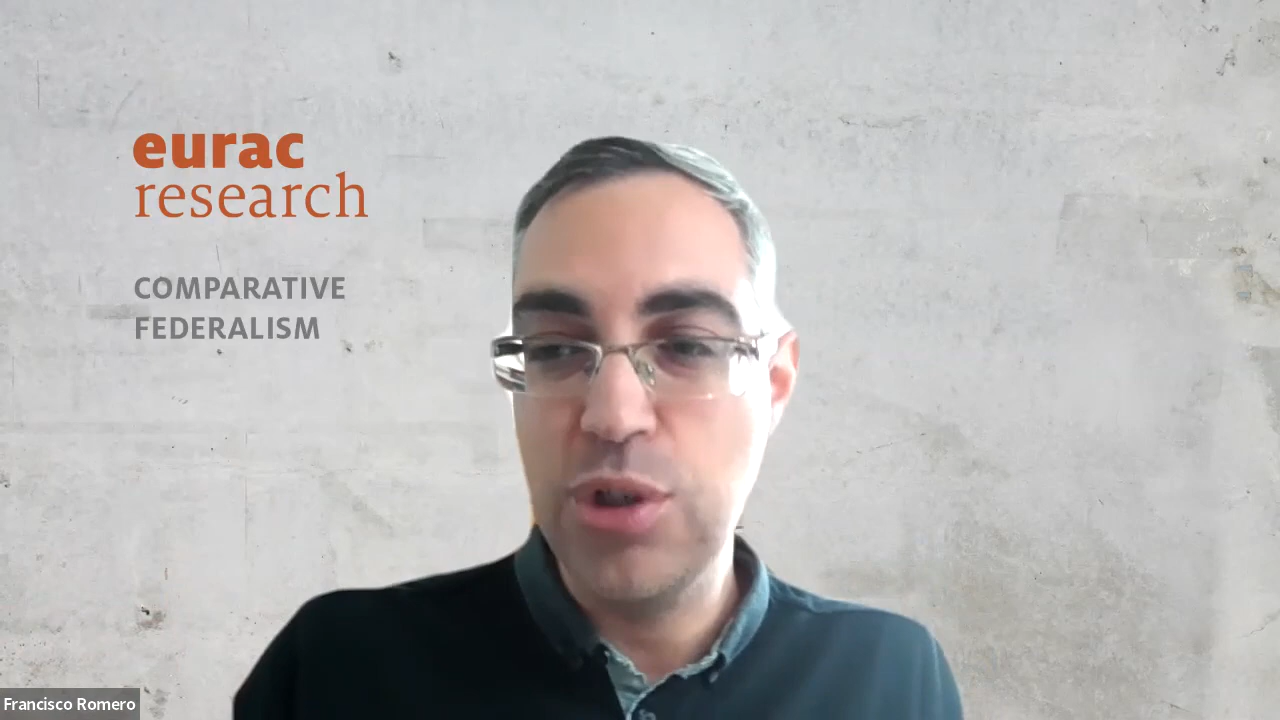 eurac
research
COMPARATIVE
FEDERALISM
Francisco Romero